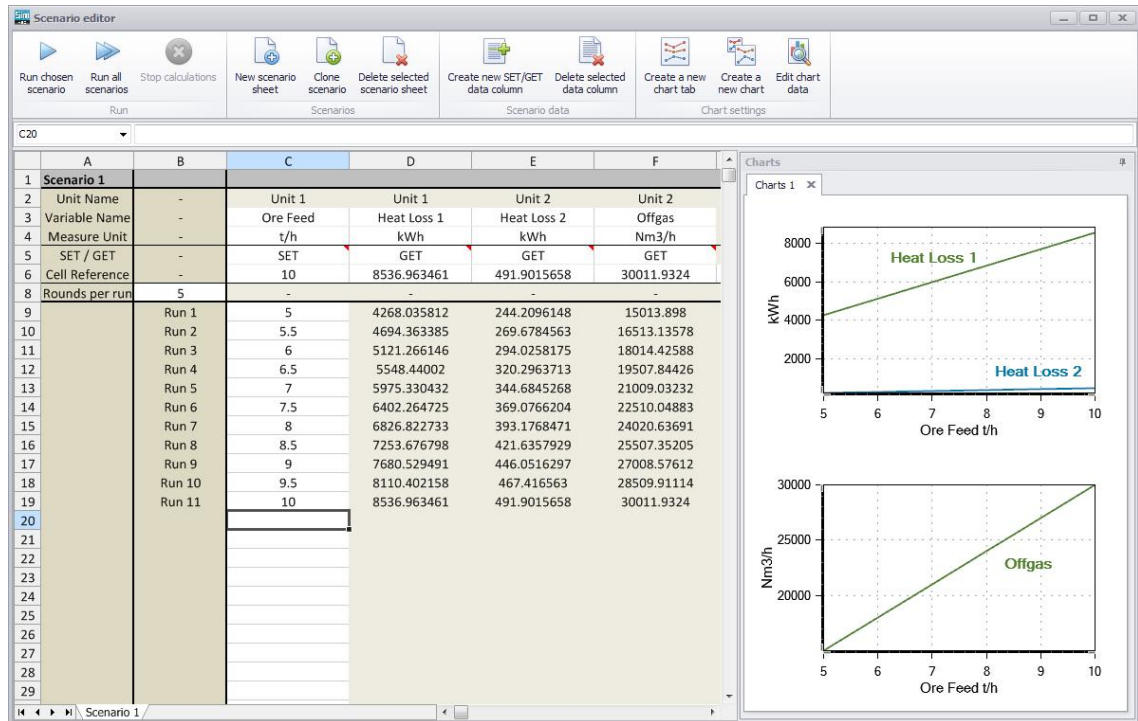 Scenario editor
Run chosen scenario Run all scenarios Stop calculations New scenario sheet Clone scenario Delete selected scenario sheet Create new SET/GET data column Delete selected data column Create a new chart tab Create a new chart Edit chart data
Run Scenarios Scenario data Chart settings
C20
A B C D E F
1 Scenario 1
2 Unit Name - Unit 1 Unit 1 Unit 2 Unit 2
3 Variable Name - Ore Feed Heat Loss 1 Heat Loss 2 Offgas
4 Measure Unit - t/h kWh kWh Nm3/h
5 SET / GET - SET GET GET GET
6 Cell Reference - 10 8536.963461 491.9015658 30011.9324
8 Rounds per run 5 - - - -
9 Run 1 5 4268.035812 244.2096148 15013.898
10 Run 2 5.5 4694.363385 269.6784563 16513.13578
11 Run 3 6 5121.266146 294.0258175 18014.42588
12 Run 4 6.5 5548.44002 320.2963713 19507.84426
13 Run 5 7 5975.330432 344.6845268 21009.03232
14 Run 6 7.5 6402.264725 369.0766204 22510.04883
15 Run 7 8 6826.822733 393.1768471 24020.63691
16 Run 8 8.5 7253.676798 421.6357929 25507.35205
17 Run 9 9 7680.529491 446.0516297 27008.57612
18 Run 10 9.5 8110.402158 467.416563 28509.91114
19 Run 11 10 8536.963461 491.9015658 30011.9324
20
21
22
23
24
25
26
27
28
29
Scenario 1
Charts
Charts 1
8000
6000
4000
2000
kWh
Heat Loss 1
Heat Loss 2
5 6 7 8 9 10
Ore Feed t/h
30000
25000
20000
Nm3/h
Offgas
5 6 7 8 9 10
Ore Feed t/h